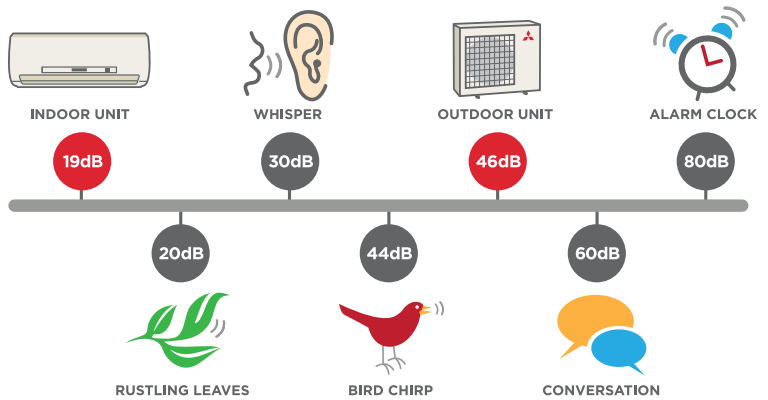 INDOOR UNIT
WHISPER
OUTDOOR UNIT
ALARM CLOCK
19dB
30dB
46dB
80dB
20dB
44dB
60dB
RUSTLING LEAVES
BIRD CHIRP
CONVERSATION